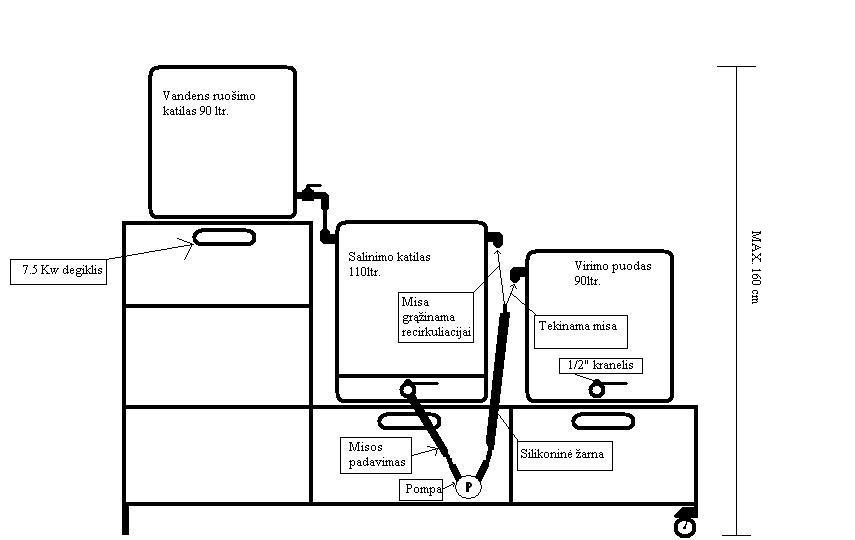 Vandens ruošimo
katilas 90 ltr.
7.5 Kw degiklis
Salinimo katilas
110ltr.
Misa
grąžinama
recirkuliacijai
Virimo puodas
90ltr.
Tekinama misa
1/2" kranelis
Misos
padavimas
Silikoninė žarna
Pompa
P
MAX. 160 cm